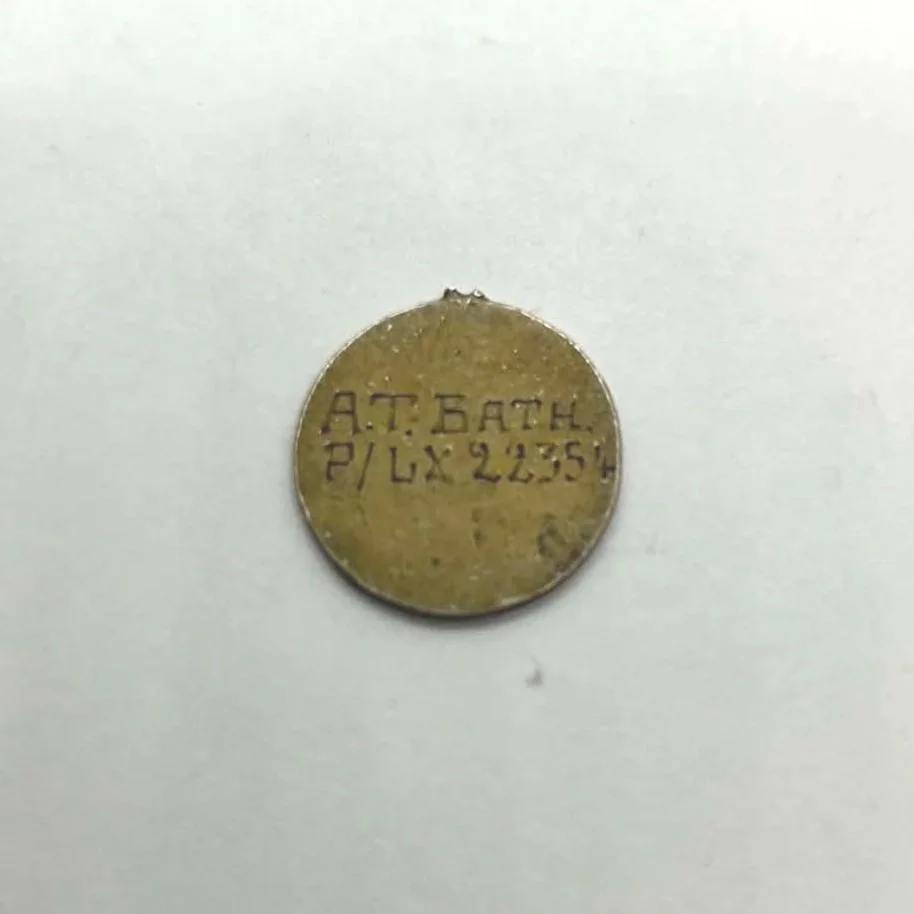 A.T. BATH.
P/LX 22354